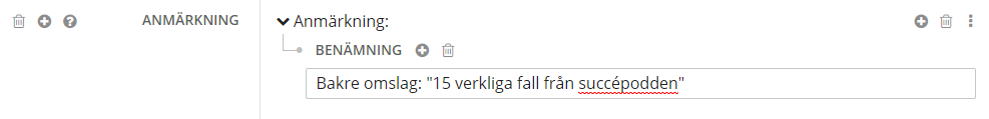 ANMÄRKNING
Anmärkning:
BENÄMNING
Bakre omslag: "15 verkliga fall från succépodden"